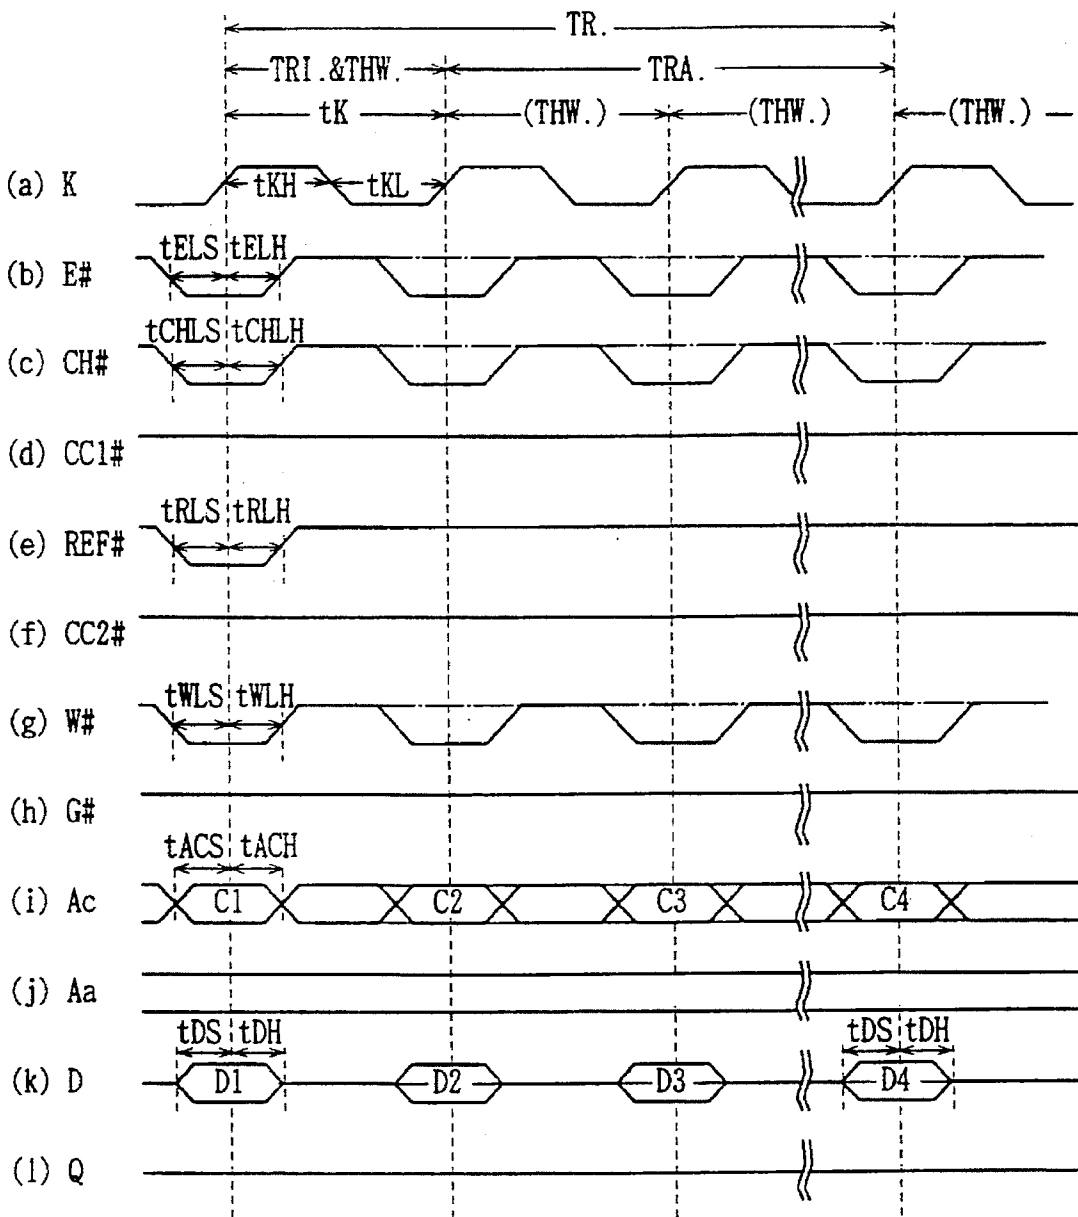 TR.
TRI.&THW. TRA.
tK (THW.) (THW.) (THW.)
(a) K tKH tKL
tELS tELH
(b) E#
tCHLS tCHLH
(c) CH#
(d) CC1#
tRLS tRLH
(e) REF#
(f) CC2#
tWLS tWLH
(g) W#
(h) G#
tACS tACH
(i) Ac C1 C2 C3 C4
(j) Aa
tDS tDH tDS tDH
(k) D D1 D2 D3 D4
(l) Q